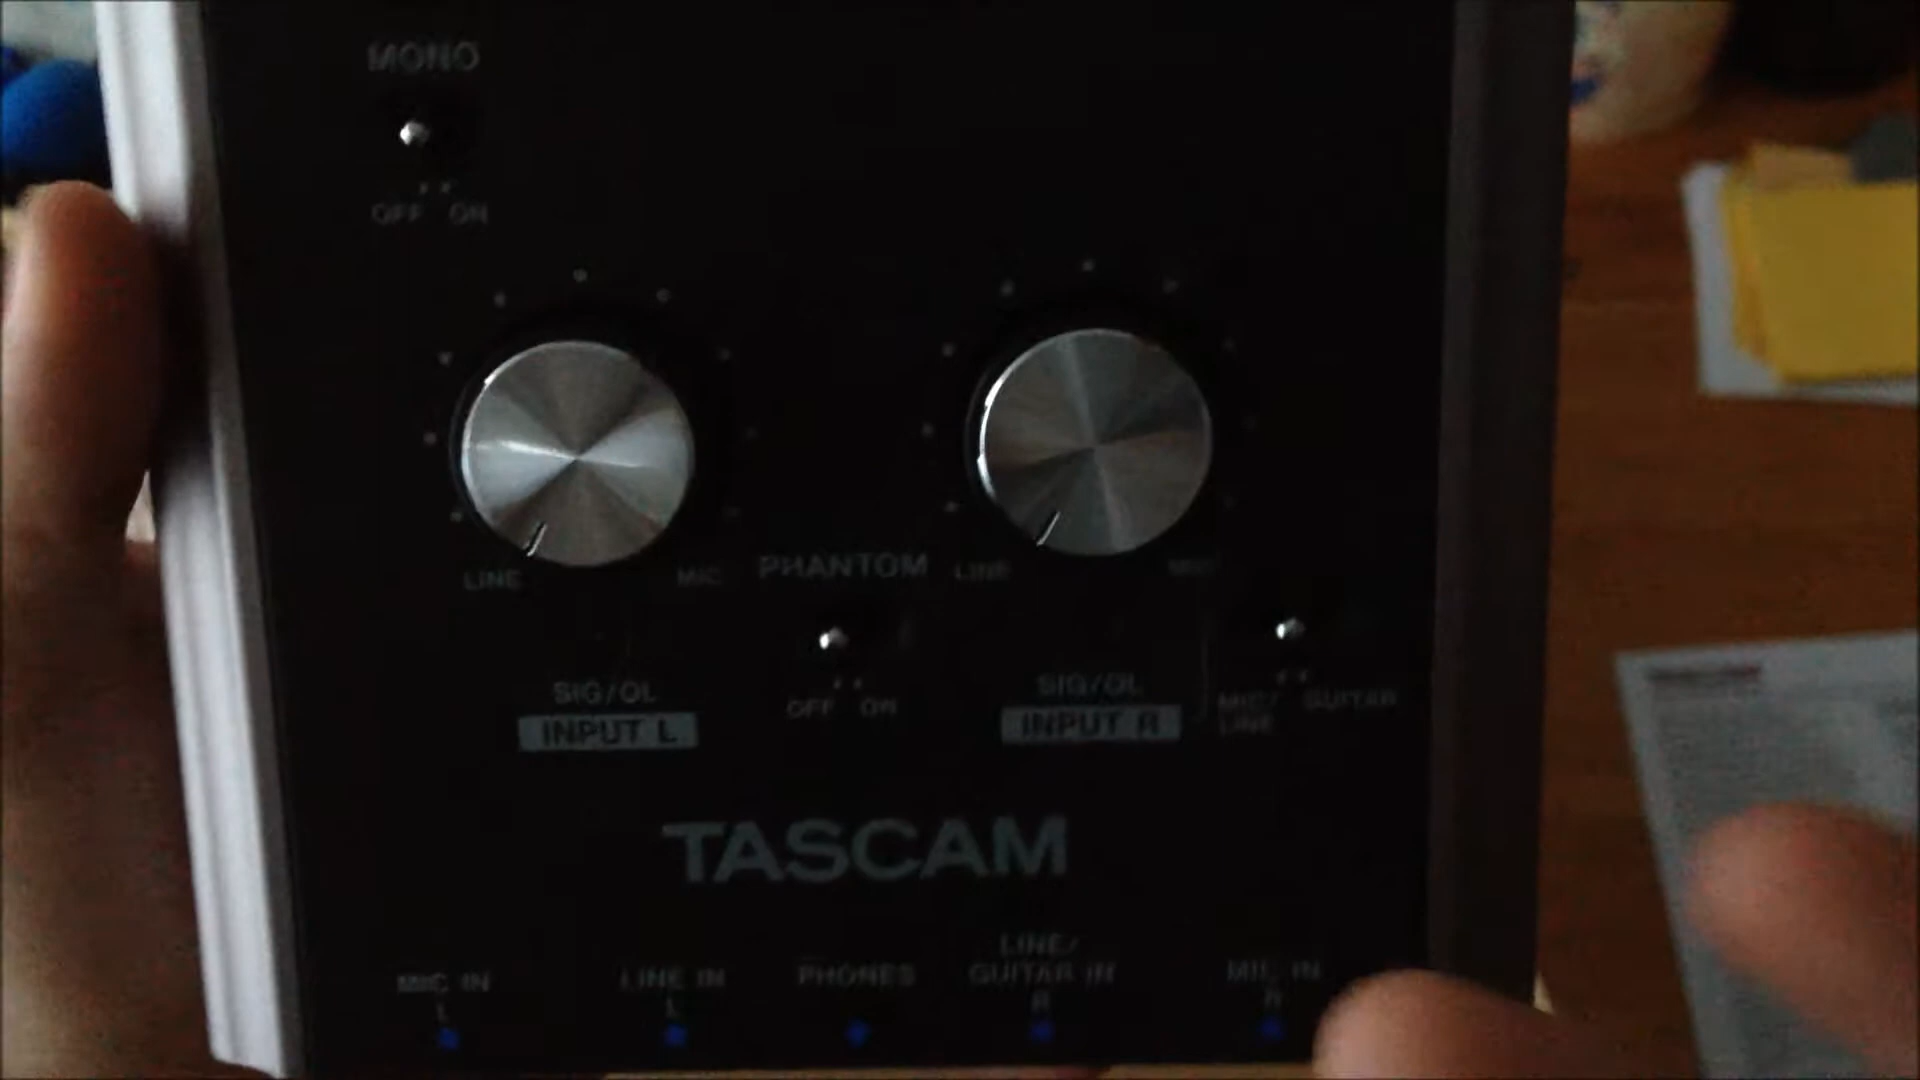 MONO
OFF ON
LINE MIC PHANTOM LINE MIC
SIG/OL OFF ON SIG/OL MIC/ GUITAR
INPUT L INPUT R LINE
TASCAM
LINE/
MIC IN LINE IN PHONES GUITAR IN MIC IN
L L R R